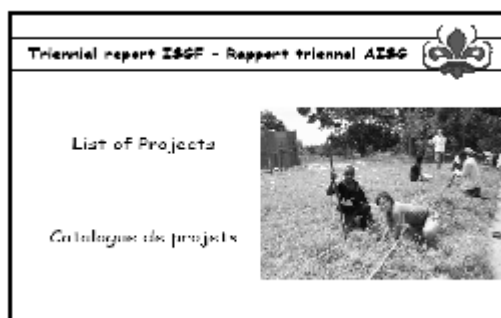 Triennial report ISGF - Rapport triennal AISG
List of Projects
Catalogue de projets